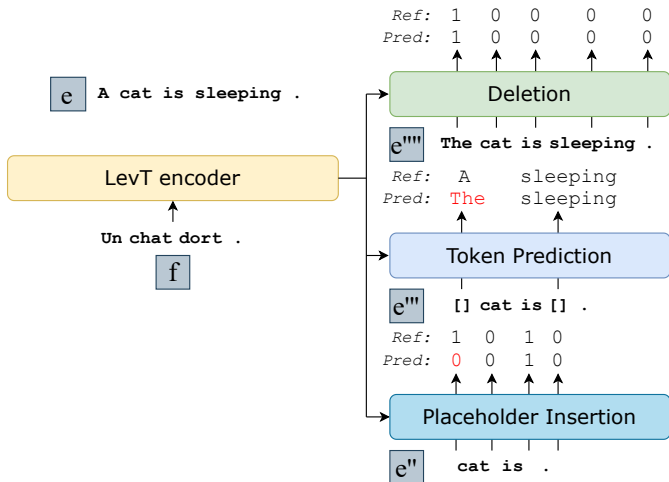 Ref: 1 0 0 0 0
Pred: 1 0 0 0 0
Deletion
e A cat is sleeping .
e'''' The cat is sleeping .
LevT encoder
Ref: A sleeping
Pred: The sleeping
Un chat dort .
f
Token Prediction
e''' [] cat is [] .
Ref: 1 0 1 0
Pred: 0 0 1 0
Placeholder Insertion
e'' cat is .